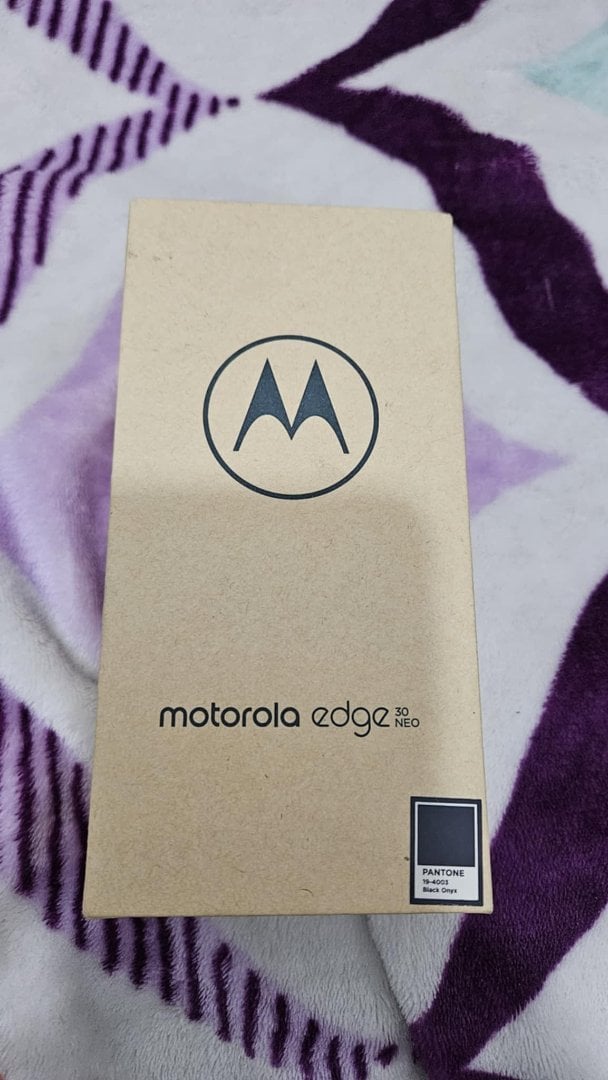 motorola edge 30 NEO
PANTONE
19-4003
Black Onyx